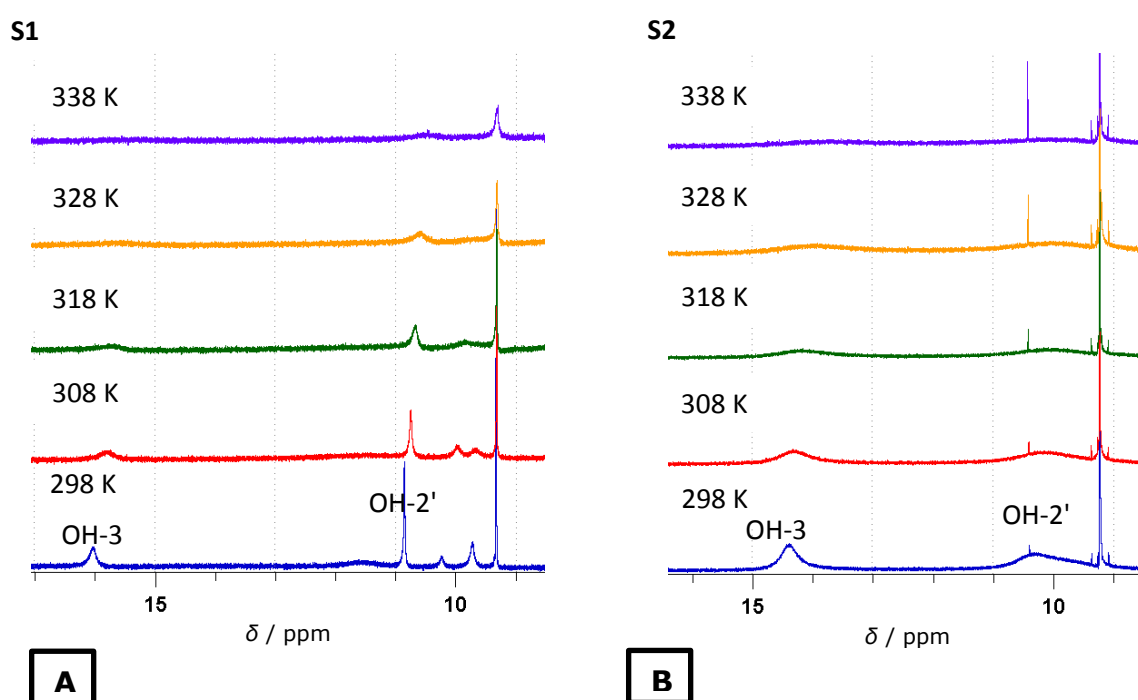 S1
338 K
328 K
318 K
308 K
298 K
OH-3
OH-2'
15
10
δ / ppm
A
S2
338 K
328 K
318 K
308 K
298 K
OH-3
OH-2'
15
10
δ / ppm
B